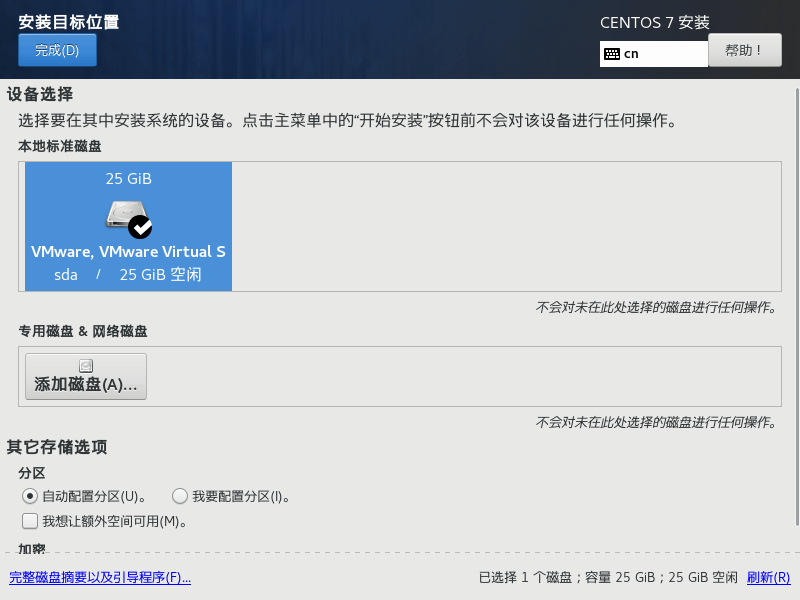 安装目标位置
CENTOS 7 安装
完成(D)
cn
帮助！
设备选择
选择要在其中安装系统的设备。点击主菜单中的“开始安装”按钮前不会对该设备进行任何操作。
本地标准磁盘
25 GiB
VMware, VMware Virtual S
sda / 25 GiB 空闲
不会对未在此处选择的磁盘进行任何操作。
专用磁盘 & 网络磁盘
添加磁盘(A)...
不会对未在此处选择的磁盘进行任何操作。
其它存储选项
分区
自动配置分区(U)。 我要配置分区(I)。
我想让额外空间可用(M)。
加密
完整磁盘摘要以及引导程序(F)... 已选择 1 个磁盘；容量 25 GiB；25 GiB 空闲 刷新(R)